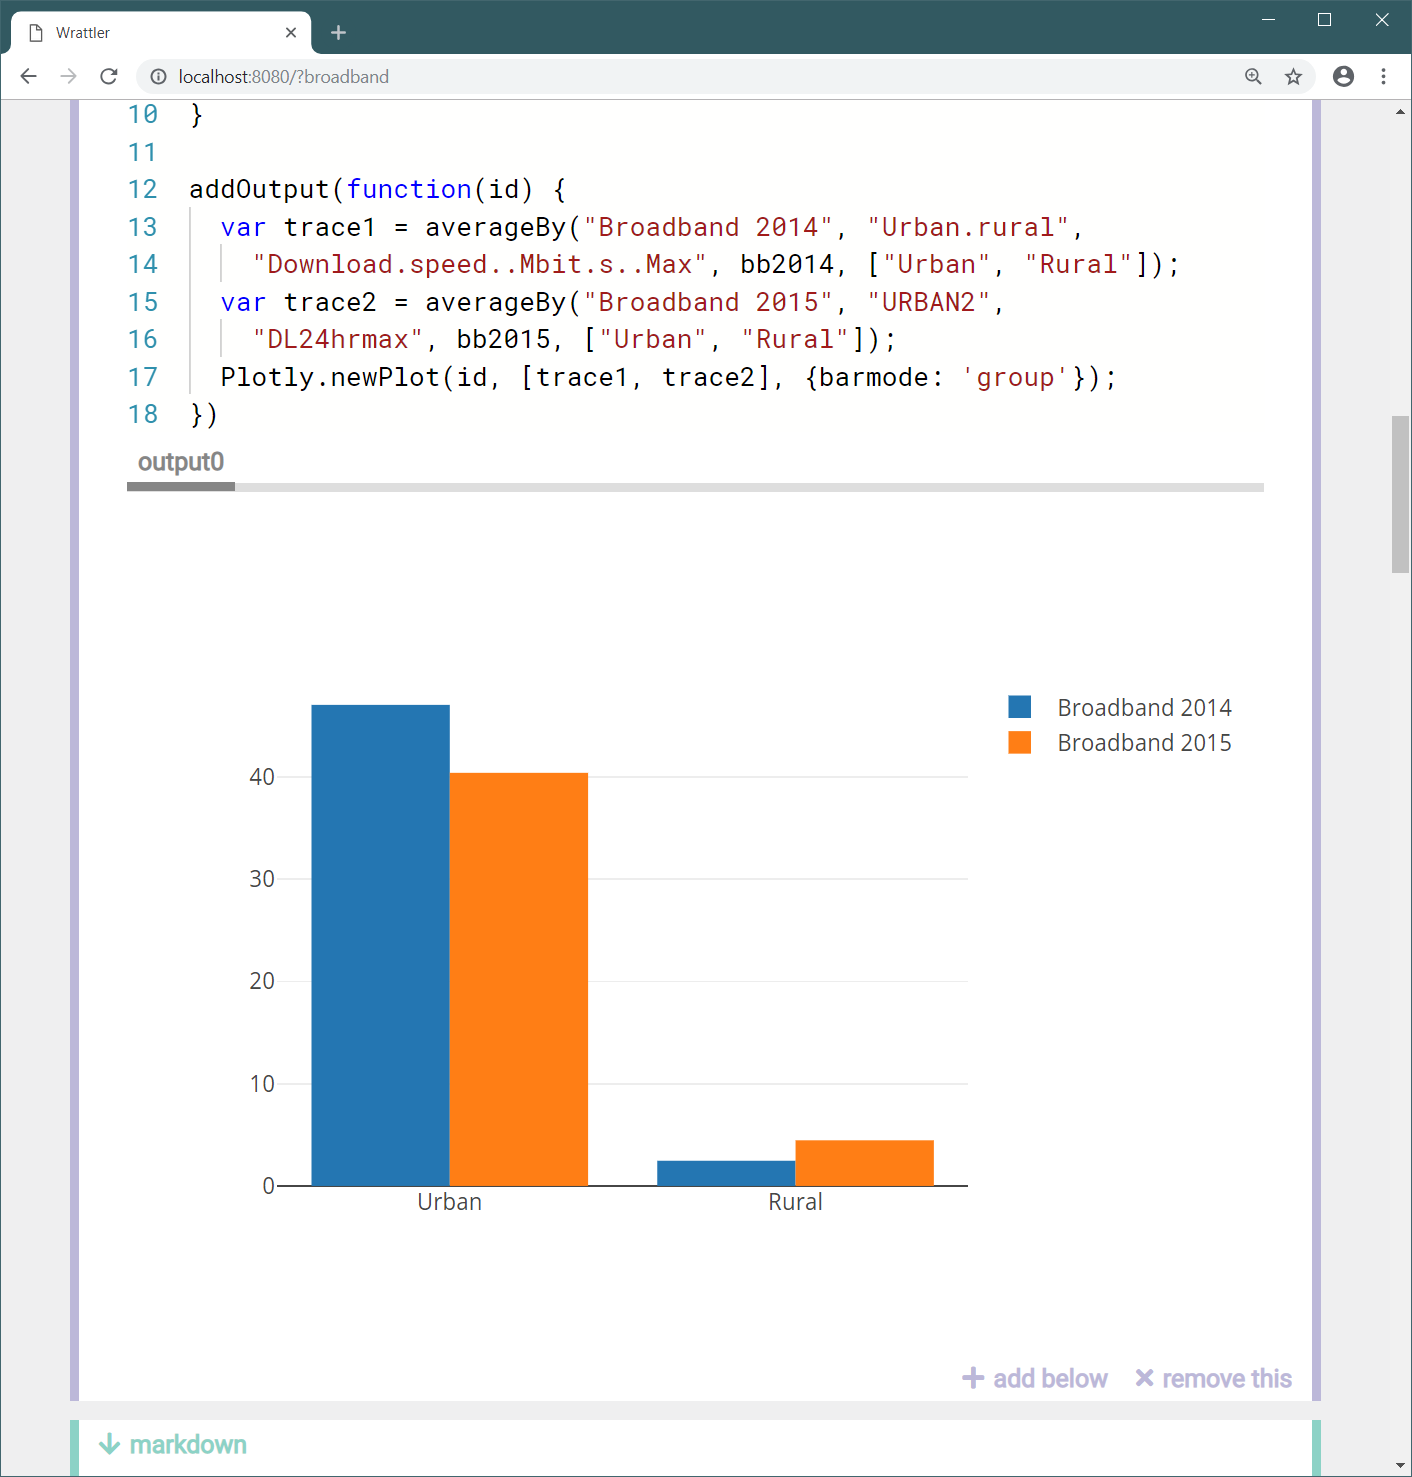 Wrattler
localhost:8080/?broadband
10 }
11
12 addOutput(function(id) {
13 var trace1 = averageBy("Broadband 2014", "Urban.rural",
14 "Download.speed..Mbit.s..Max", bb2014, ["Urban", "Rural"]);
15 var trace2 = averageBy("Broadband 2015", "URBAN2",
16 "DL24hrmax", bb2015, ["Urban", "Rural"]);
17 Plotly.newPlot(id, [trace1, trace2], {barmode: 'group'});
18 })
output0
Broadband 2014
Broadband 2015
40
30
20
10
0
Urban Rural
add below remove this
markdown